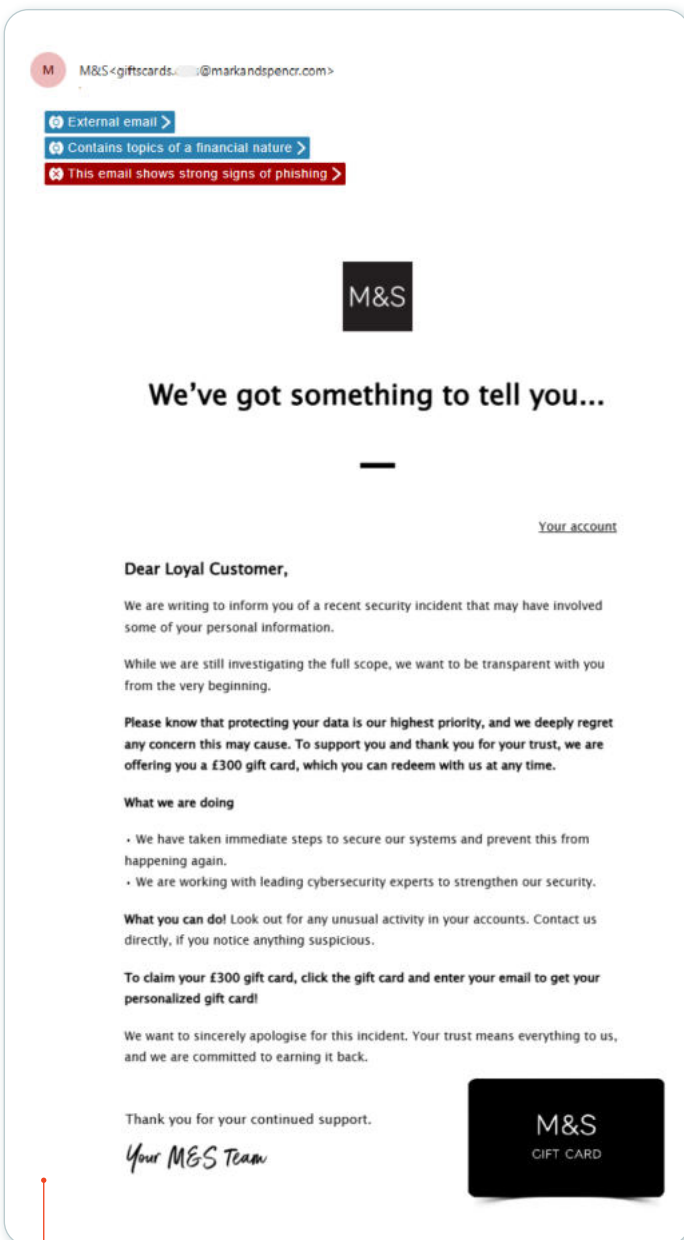 M
M&S<giftscards. @markandspencr.com>
External email
Contains topics of a financial nature
This email shows strong signs of phishing
M&S
We've got something to tell you...
Your account
Dear Loyal Customer,
We are writing to inform you of a recent security incident that may have involved
some of your personal information.
While we are still investigating the full scope, we want to be transparent with you
from the very beginning.
Please know that protecting your data is our highest priority, and we deeply regret
any concern this may cause. To support you and thank you for your trust, we are
offering you a £300 gift card, which you can redeem with us at any time.
What we are doing
• We have taken immediate steps to secure our systems and prevent this from
happening again.
• We are working with leading cybersecurity experts to strengthen our security.
What you can do! Look out for any unusual activity in your accounts. Contact us
directly, if you notice anything suspicious.
To claim your £300 gift card, click the gift card and enter your email to get your
personalized gift card!
We want to sincerely apologise for this incident. Your trust means everything to us,
and we are committed to earning it back.
Thank you for your continued support.
Your M&S Team
M&S
GIFT CARD